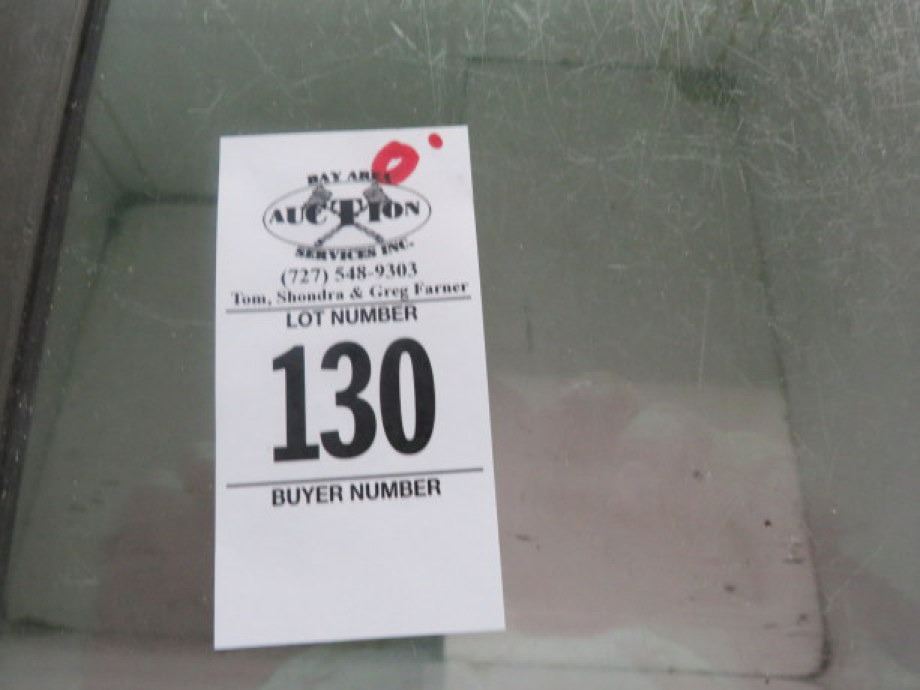 BAY AREA
AUCTION
SERVICES INC.
(727) 548-9303
Tom, Shondra & Greg Farner
LOT NUMBER
130
BUYER NUMBER